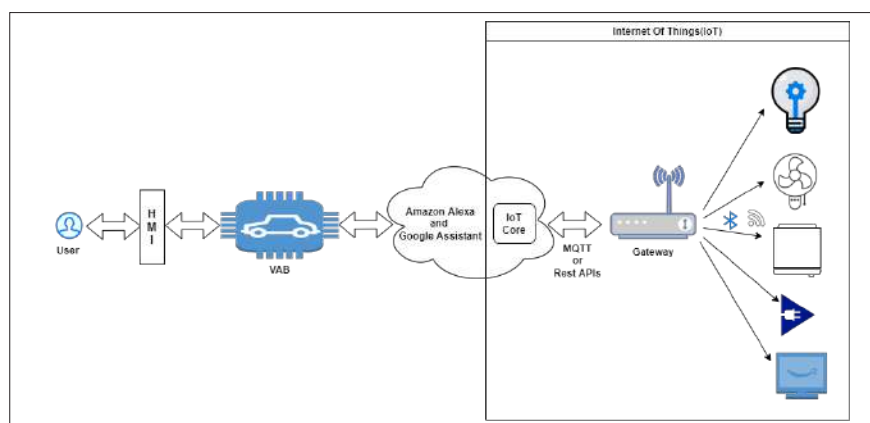 Internet Of Things(IoT)
H
M
I
User
VAB
Amazon Alexa
and
Google Assistant
IoT
Core
MQTT
or
Rest APIs
Gateway